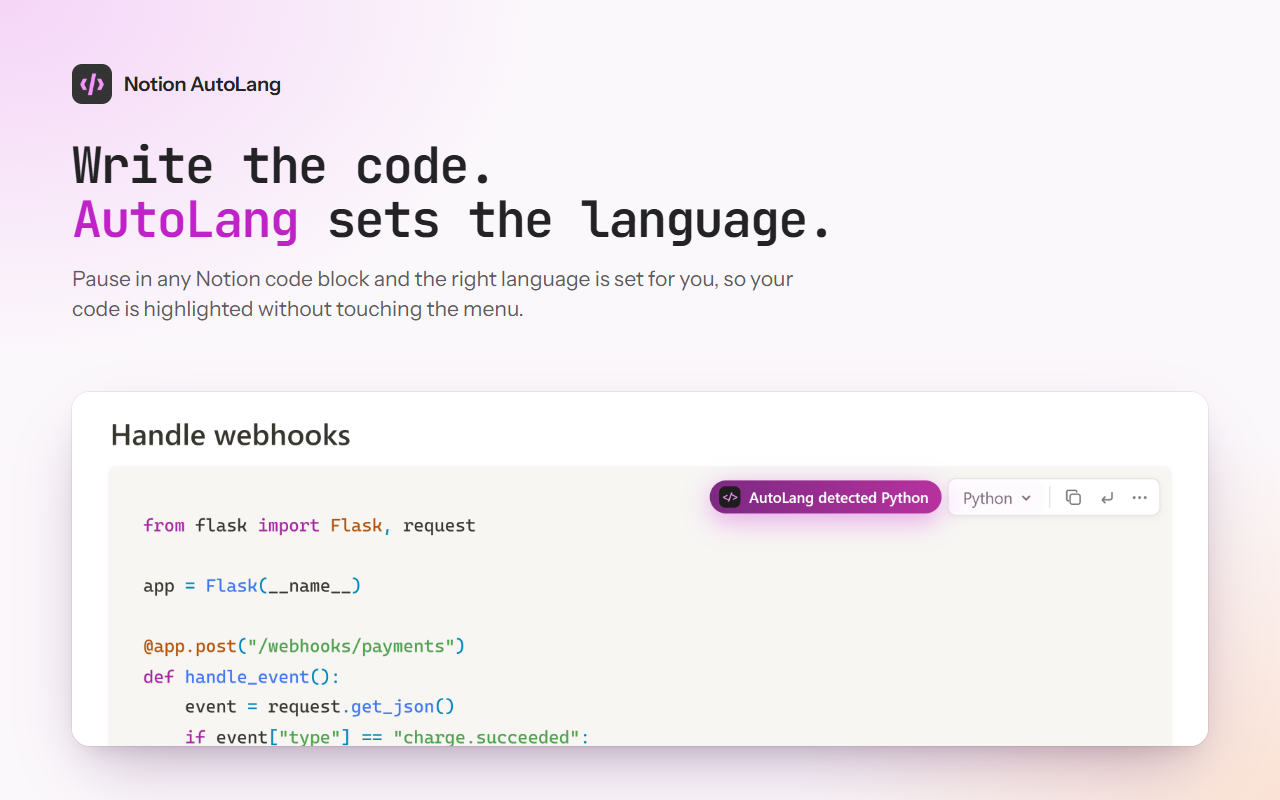 Notion AutoLang
Write the code.
AutoLang sets the language.
Pause in any Notion code block and the right language is set for you, so your
code is highlighted without touching the menu.
Handle webhooks
</> AutoLang detected Python
Python
from flask import Flask, request
app = Flask(__name__)
@app.post("/webhooks/payments")
def handle_event():
    event = request.get_json()
    if event["type"] == "charge.succeeded":